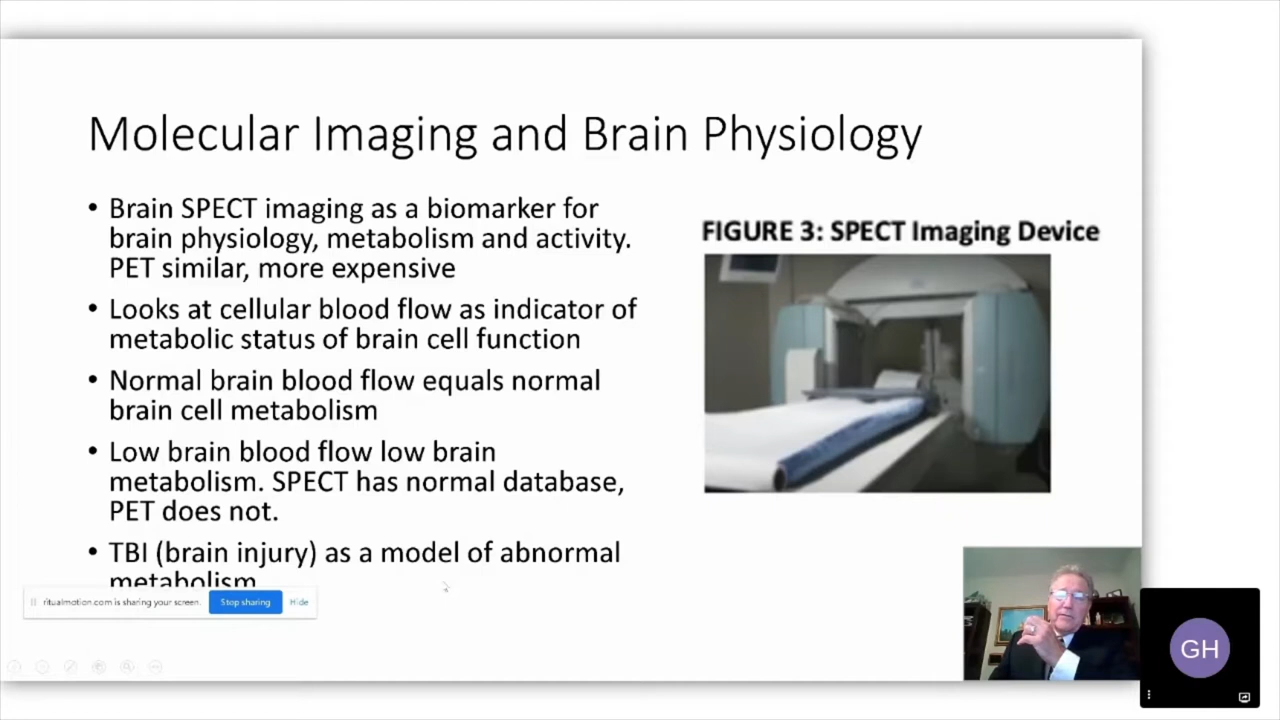 Molecular Imaging and Brain Physiology
• Brain SPECT imaging as a biomarker for
brain physiology, metabolism and activity.
PET similar, more expensive
• Looks at cellular blood flow as indicator of
metabolic status of brain cell function
• Normal brain blood flow equals normal
brain cell metabolism
• Low brain blood flow low brain
metabolism. SPECT has normal database,
PET does not.
• TBI (brain injury) as a model of abnormal
metabolism
FIGURE 3: SPECT Imaging Device
ritualmotion.com is sharing your screen.
Stop sharing
Hide
GH